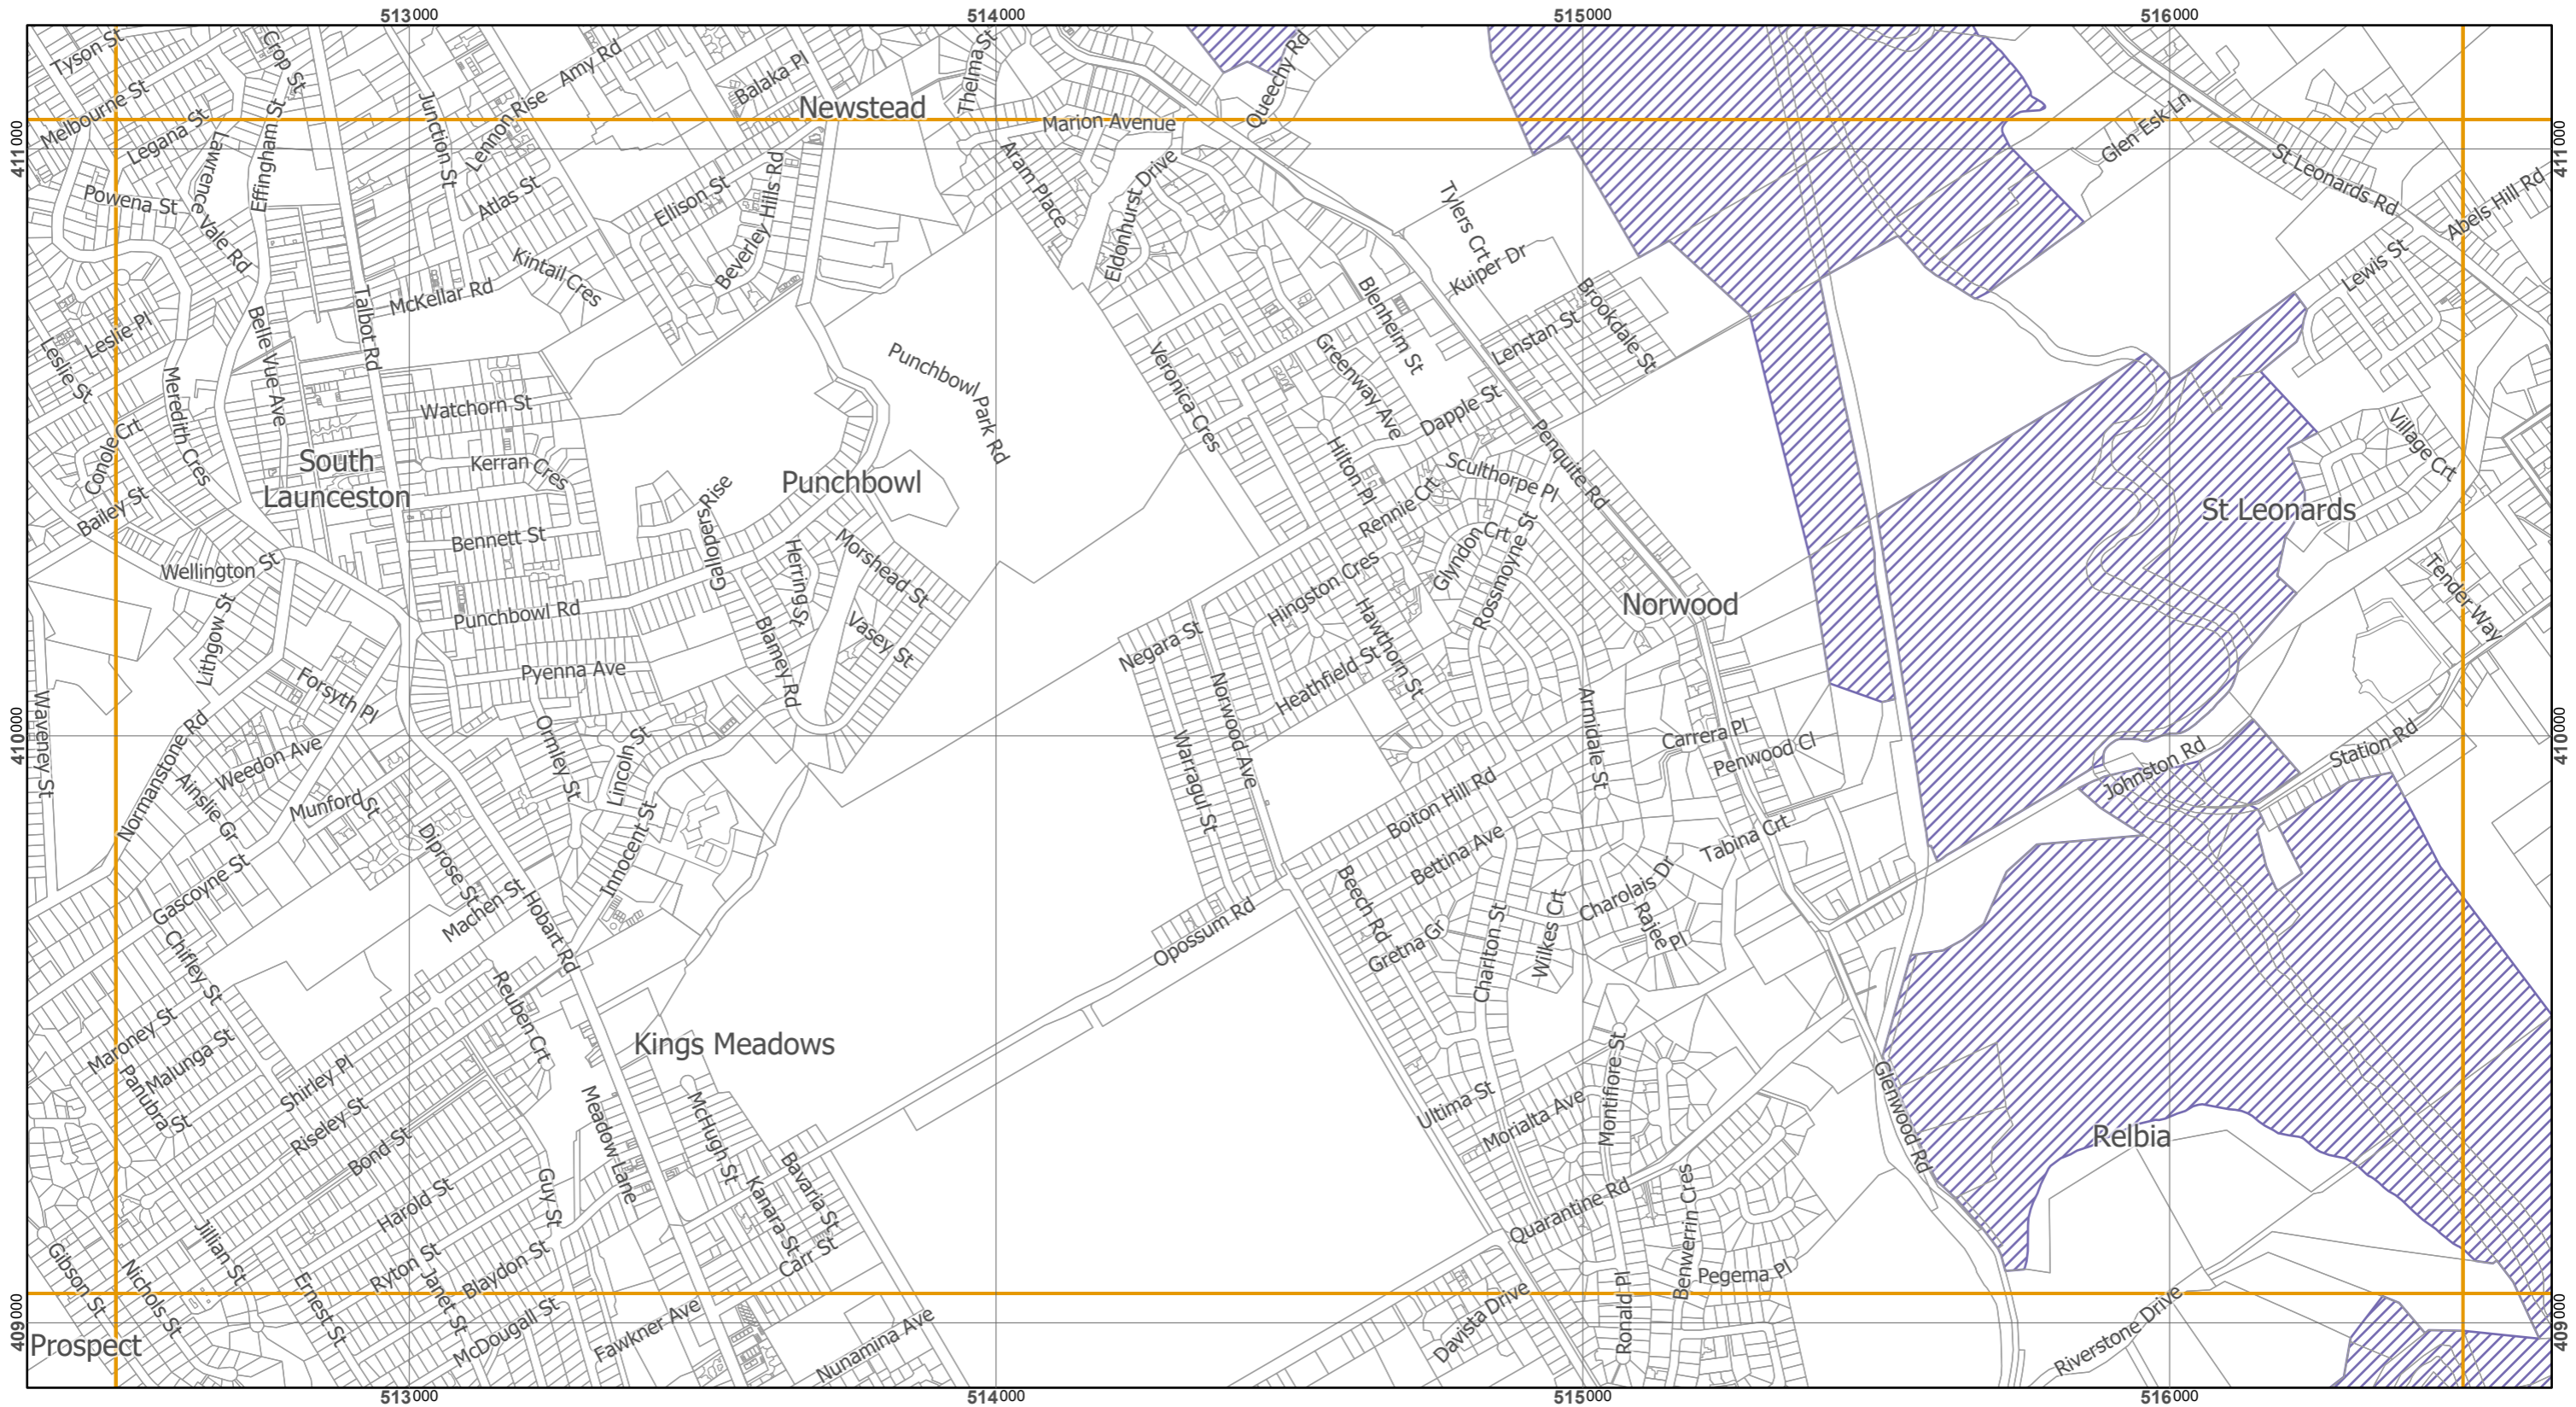 513000 514000 515000 516000
Tyson St
Crop St
Amy Rd
Balaka Pl
Thelma St
Queechy Rd
Melbourne St
Legana St
Effingham St
Junction St
Lennon Rise
Newstead
Marion Avenue
Glen Esk Ln
411000
411000
Lawrence Vale Rd
Powena St
Atlas St
Ellison St
Beverley Hills Rd
Aram Place
Eldonhurst Drive
Tylers Crt
St Leonards Rd
Abels Hill Rd
Kintail Cres
McKellar Rd
Kuiper Dr
Lewis St
Talbot Rd
Belle Vue Ave
Leslie Pl
Leslie St
Blenheim St
Brookdale St
Lenstan St
Punchbowl Park Rd
Veronica Cres
Greenway Ave
Meredith Cres
Watchorn St
Dapple St
Conole Crt
Village Crt
South
Launceston
Kerran Cres
Punchbowl
Hilton Pl
Sculthorpe Pl
Penquite Rd
Bailey St
Gallopers Rise
Rennie Crt
St Leonards
Bennett St
Herring St
Morshead St
Glyndon Crt
Rossmoyne St
Wellington St
Hingston Cres
Tender Way
Lithgow St
Punchbowl Rd
Blamey Rd
Vasey St
Negara St
Hawthorn St
Norwood
Pyenna Ave
Heathfield St
Forsyth Pl
Norwood Ave
Armidale St
Waveney St
410000
410000
Normanstone Rd
Weedon Ave
Ormley St
Lincoln St
Warragul St
Carrera Pl
Penwood Cl
Johnston Rd
Station Rd
Ainslie Gr
Munford St
Boiton Hill Rd
Diprose St
Innocent St
Bettina Ave
Tabina Crt
Gascoyne St
Machen St
Hobart Rd
Beech Rd
Charolais Dr
Rajee Pl
Opossum Rd
Gretna Gr
Charlton St
Wilkes Crt
Chifley St
Reuben Crt
Maroney St
Malunga St
Panubra St
Kings Meadows
Shirley Pl
Riseley St
Bond St
Meadow Lane
McHugh St
Ultima St
Morialta Ave
Montifiore St
Glenwood Rd
Relbia
Harold St
Guy St
Kanara St
Bavaria St
Carr St
Quarantine Rd
Benwerrin Cres
Pegema Pl
Gibson St
Nichols St
Jillian St
Ernest St
Ryton St
Janet St
Blaydon St
McDougall St
Fawkner Ave
Nunamina Ave
Davista Drive
Ronald Pl
Riverstone Drive
409000
409000
Prospect
513000 514000 515000 516000